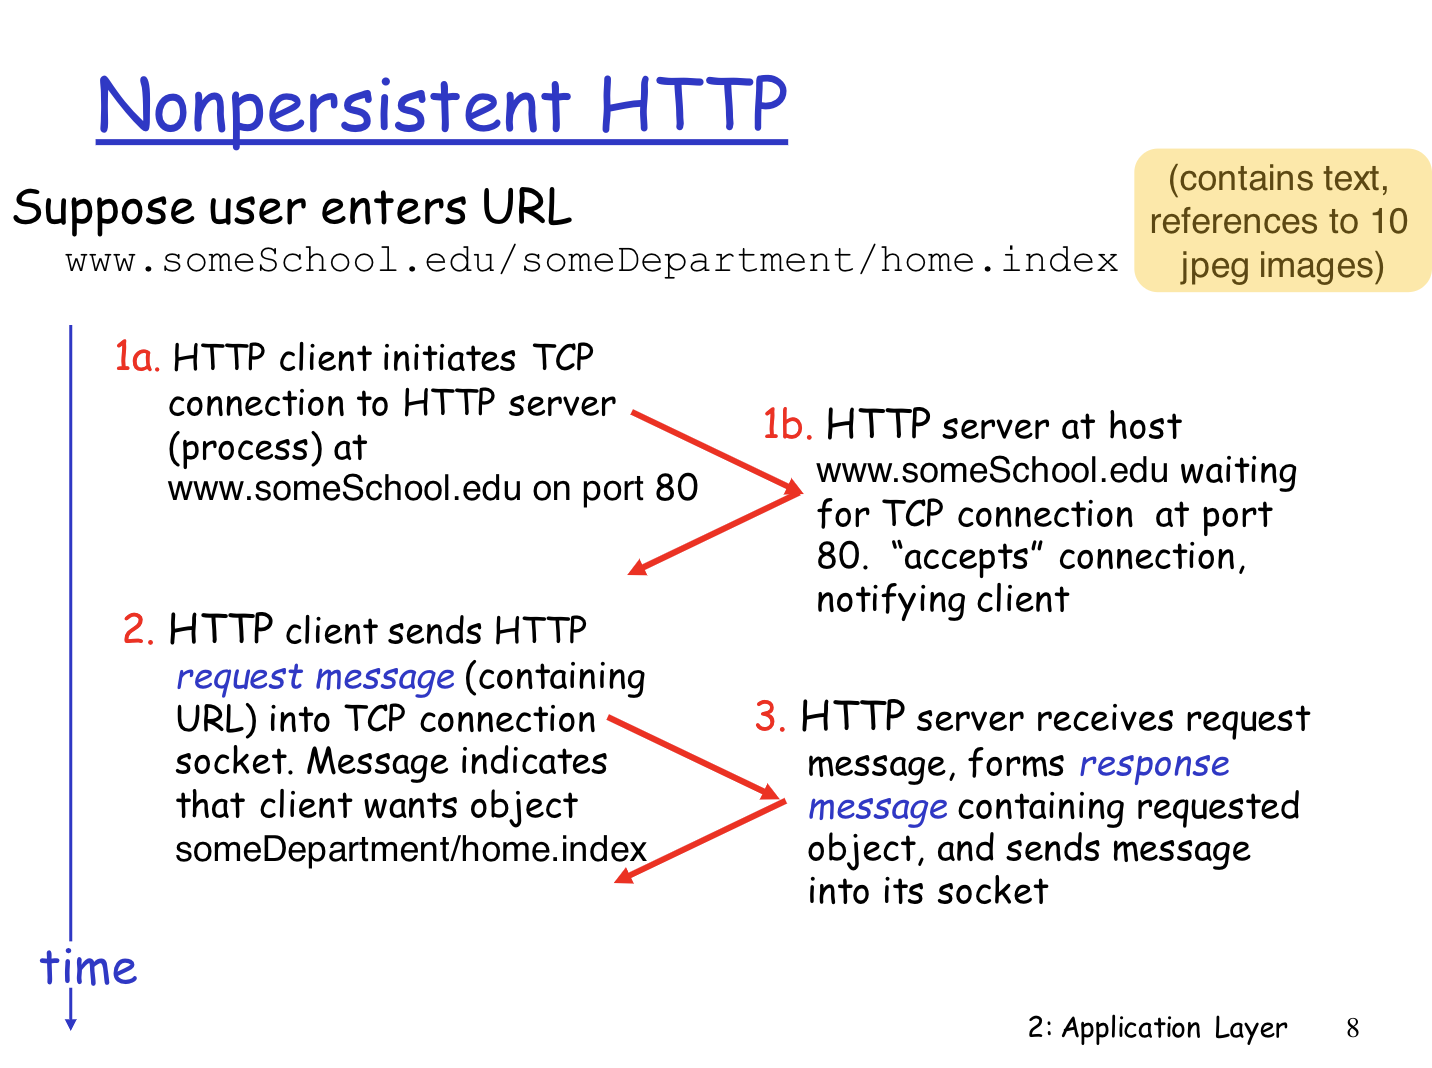 Nonpersistent HTTP
(contains text,
references to 10
jpeg images)
Suppose user enters URL
www.someSchool.edu/someDepartment/home.index
1a. HTTP client initiates TCP
connection to HTTP server
(process) at
www.someSchool.edu on port 80
1b. HTTP server at host
www.someSchool.edu waiting
for TCP connection at port
80. “accepts” connection,
notifying client
2. HTTP client sends HTTP
request message (containing
URL) into TCP connection
socket. Message indicates
that client wants object
someDepartment/home.index
3. HTTP server receives request
message, forms response
message containing requested
object, and sends message
into its socket
time
2: Application Layer
8